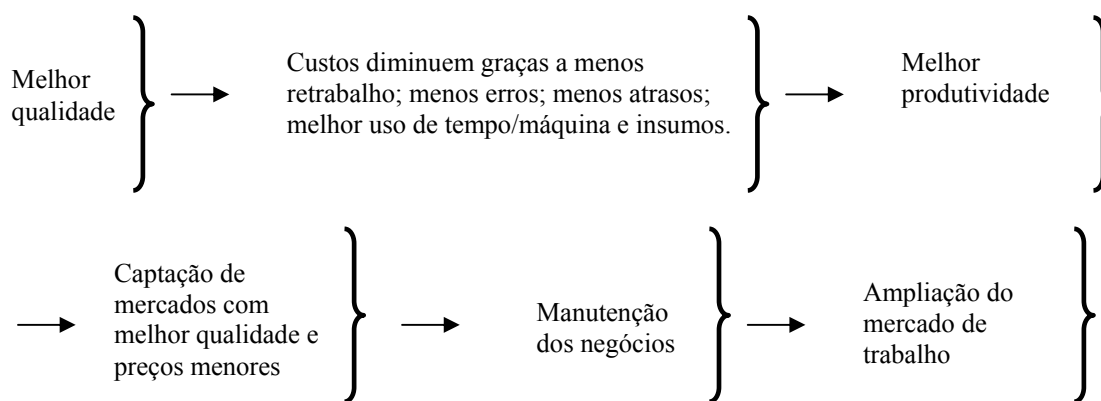 Melhor
qualidade
Custos diminuem graças a menos
retrabalho; menos erros; menos atrasos;
melhor uso de tempo/máquina e insumos.
Melhor
produtividade
Captação de
mercados com
melhor qualidade e
preços menores
Manutenção
dos negócios
Ampliação do
mercado de
trabalho